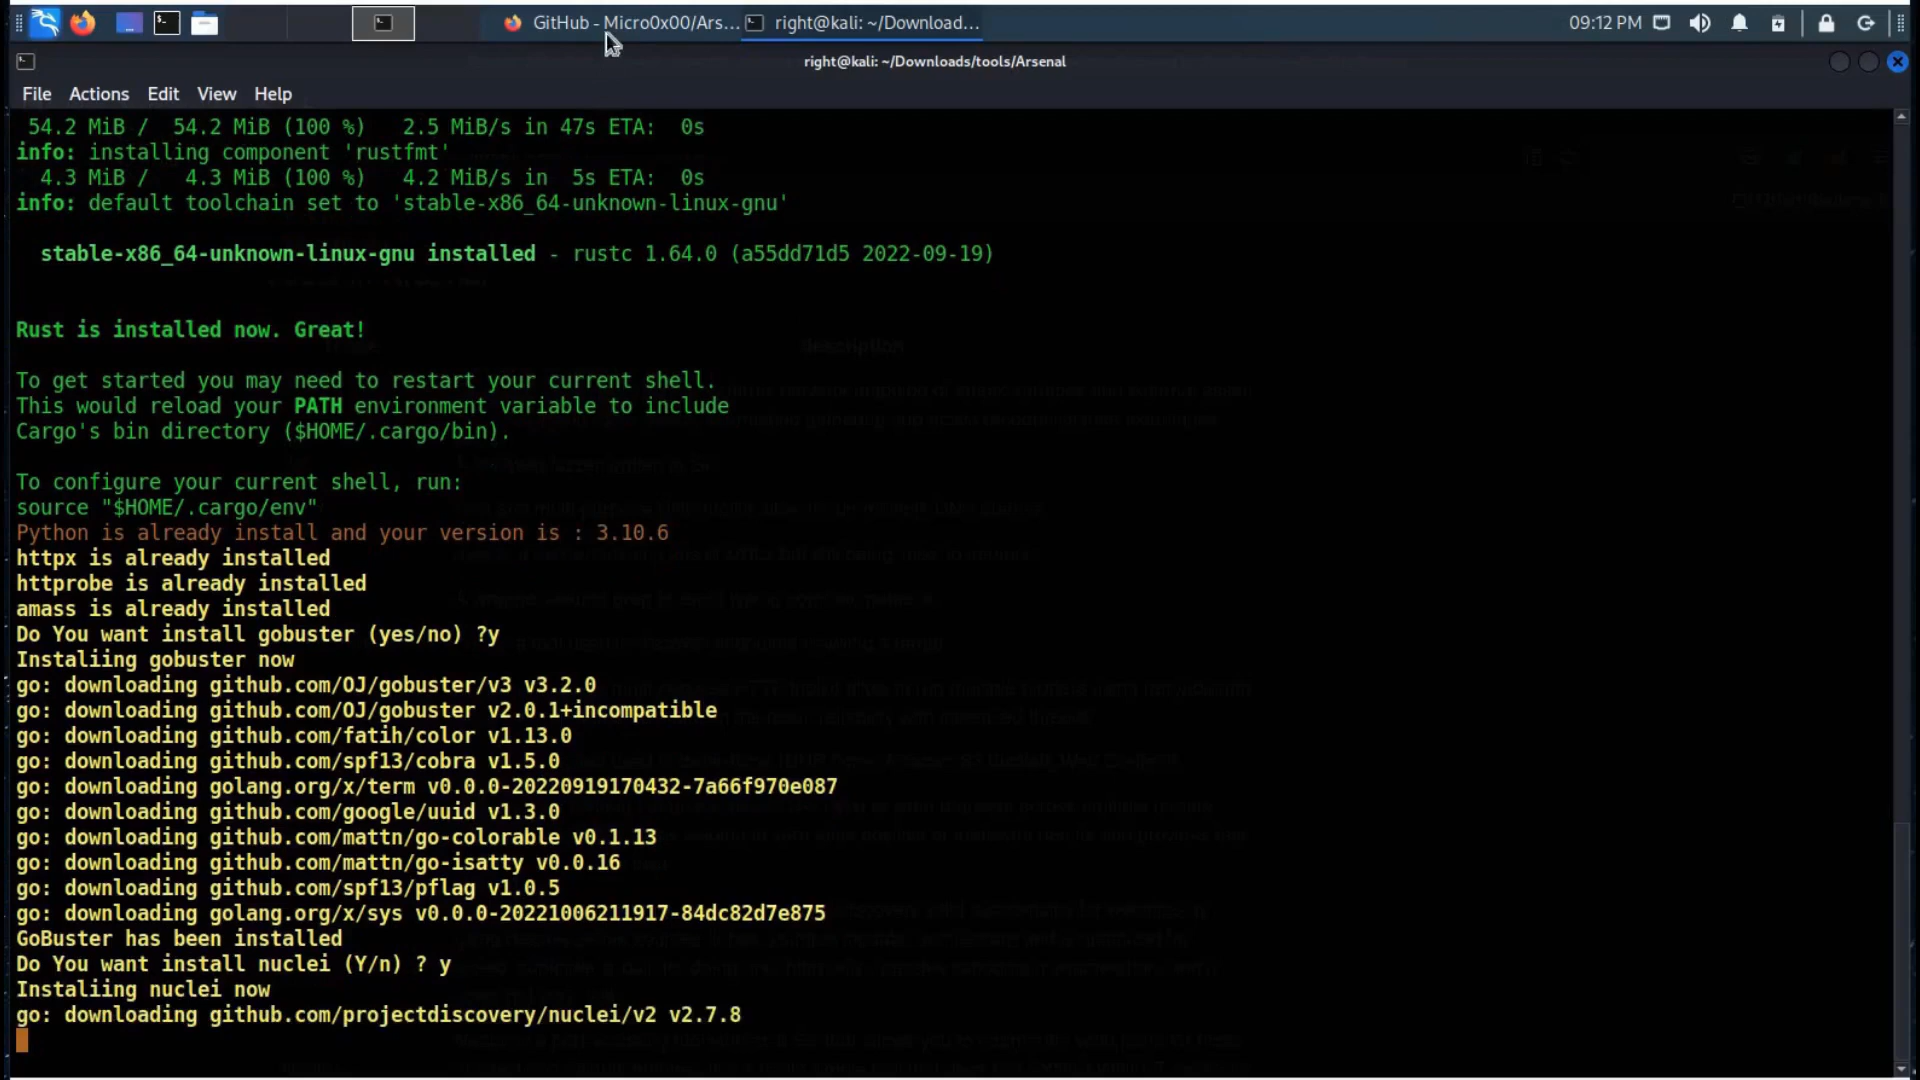 GitHub - Micro0x00/Ars...
right@kali: ~/Download...
09:12 PM
right@kali: ~/Downloads/tools/Arsenal
File Actions Edit View Help
54.2 MiB / 54.2 MiB (100 %) 2.5 MiB/s in 47s ETA: 0s
info: installing component 'rustfmt'
4.3 MiB / 4.3 MiB (100 %) 4.2 MiB/s in 5s ETA: 0s
info: default toolchain set to 'stable-x86_64-unknown-linux-gnu'
stable-x86_64-unknown-linux-gnu installed - rustc 1.64.0 (a55dd71d5 2022-09-19)
Rust is installed now. Great!
To get started you may need to restart your current shell.
This would reload your PATH environment variable to include
Cargo's bin directory ($HOME/.cargo/bin).
To configure your current shell, run:
source "$HOME/.cargo/env"
Python is already install and your version is : 3.10.6
httpx is already installed
httprobe is already installed
amass is already installed
Do You want install gobuster (yes/no) ?y
Instaliing gobuster now
go: downloading github.com/OJ/gobuster/v3 v3.2.0
go: downloading github.com/OJ/gobuster v2.0.1+incompatible
go: downloading github.com/fatih/color v1.13.0
go: downloading github.com/spf13/cobra v1.5.0
go: downloading golang.org/x/term v0.0.0-20220919170432-7a66f970e087
go: downloading github.com/google/uuid v1.3.0
go: downloading github.com/mattn/go-colorable v0.1.13
go: downloading github.com/mattn/go-isatty v0.0.16
go: downloading github.com/spf13/pflag v1.0.5
go: downloading golang.org/x/sys v0.0.0-20221006211917-84dc82d7e875
GoBuster has been installed
Do You want install nuclei (Y/n) ? y
Instaliing nuclei now
go: downloading github.com/projectdiscovery/nuclei/v2 v2.7.8